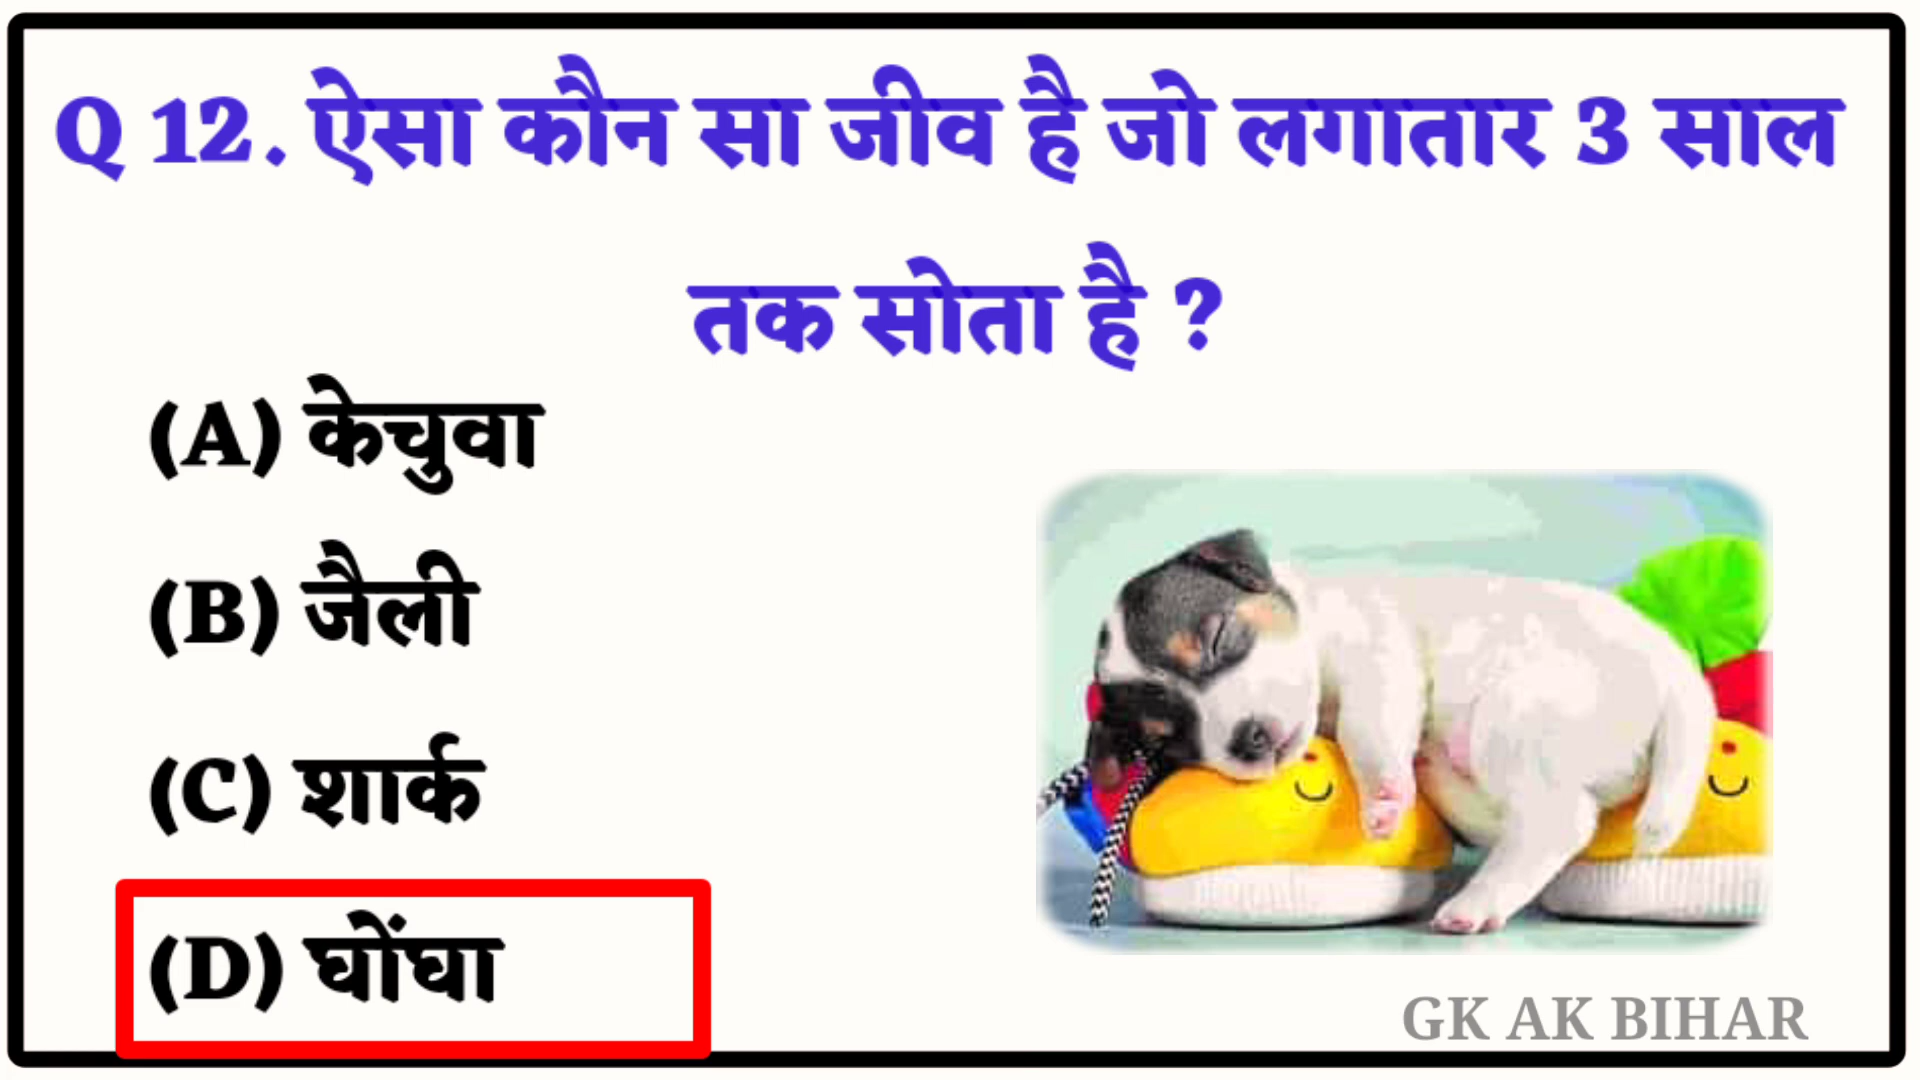 Q 12. ऐसा कौन सा जीव है जो लगातार 3 साल
तक सोता है ?
(A) केचुवा
(B) जैली
(C) शार्क
(D) घोंघा
GK AK BIHAR